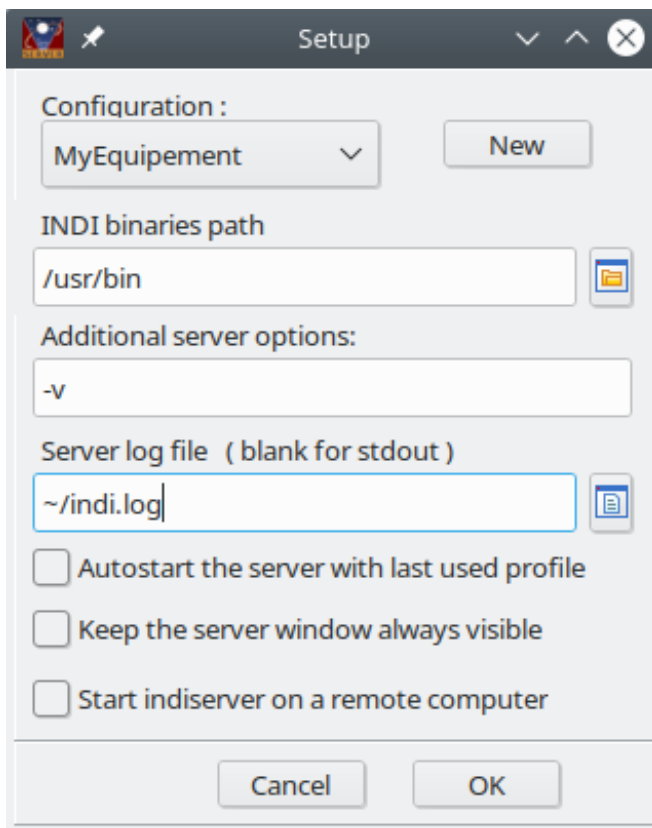 Setup
Configuration :
MyEquipement New
INDI binaries path
/usr/bin
Additional server options:
-v
Server log file ( blank for stdout )
~/indi.log
Autostart the server with last used profile
Keep the server window always visible
Start indiserver on a remote computer
Cancel OK